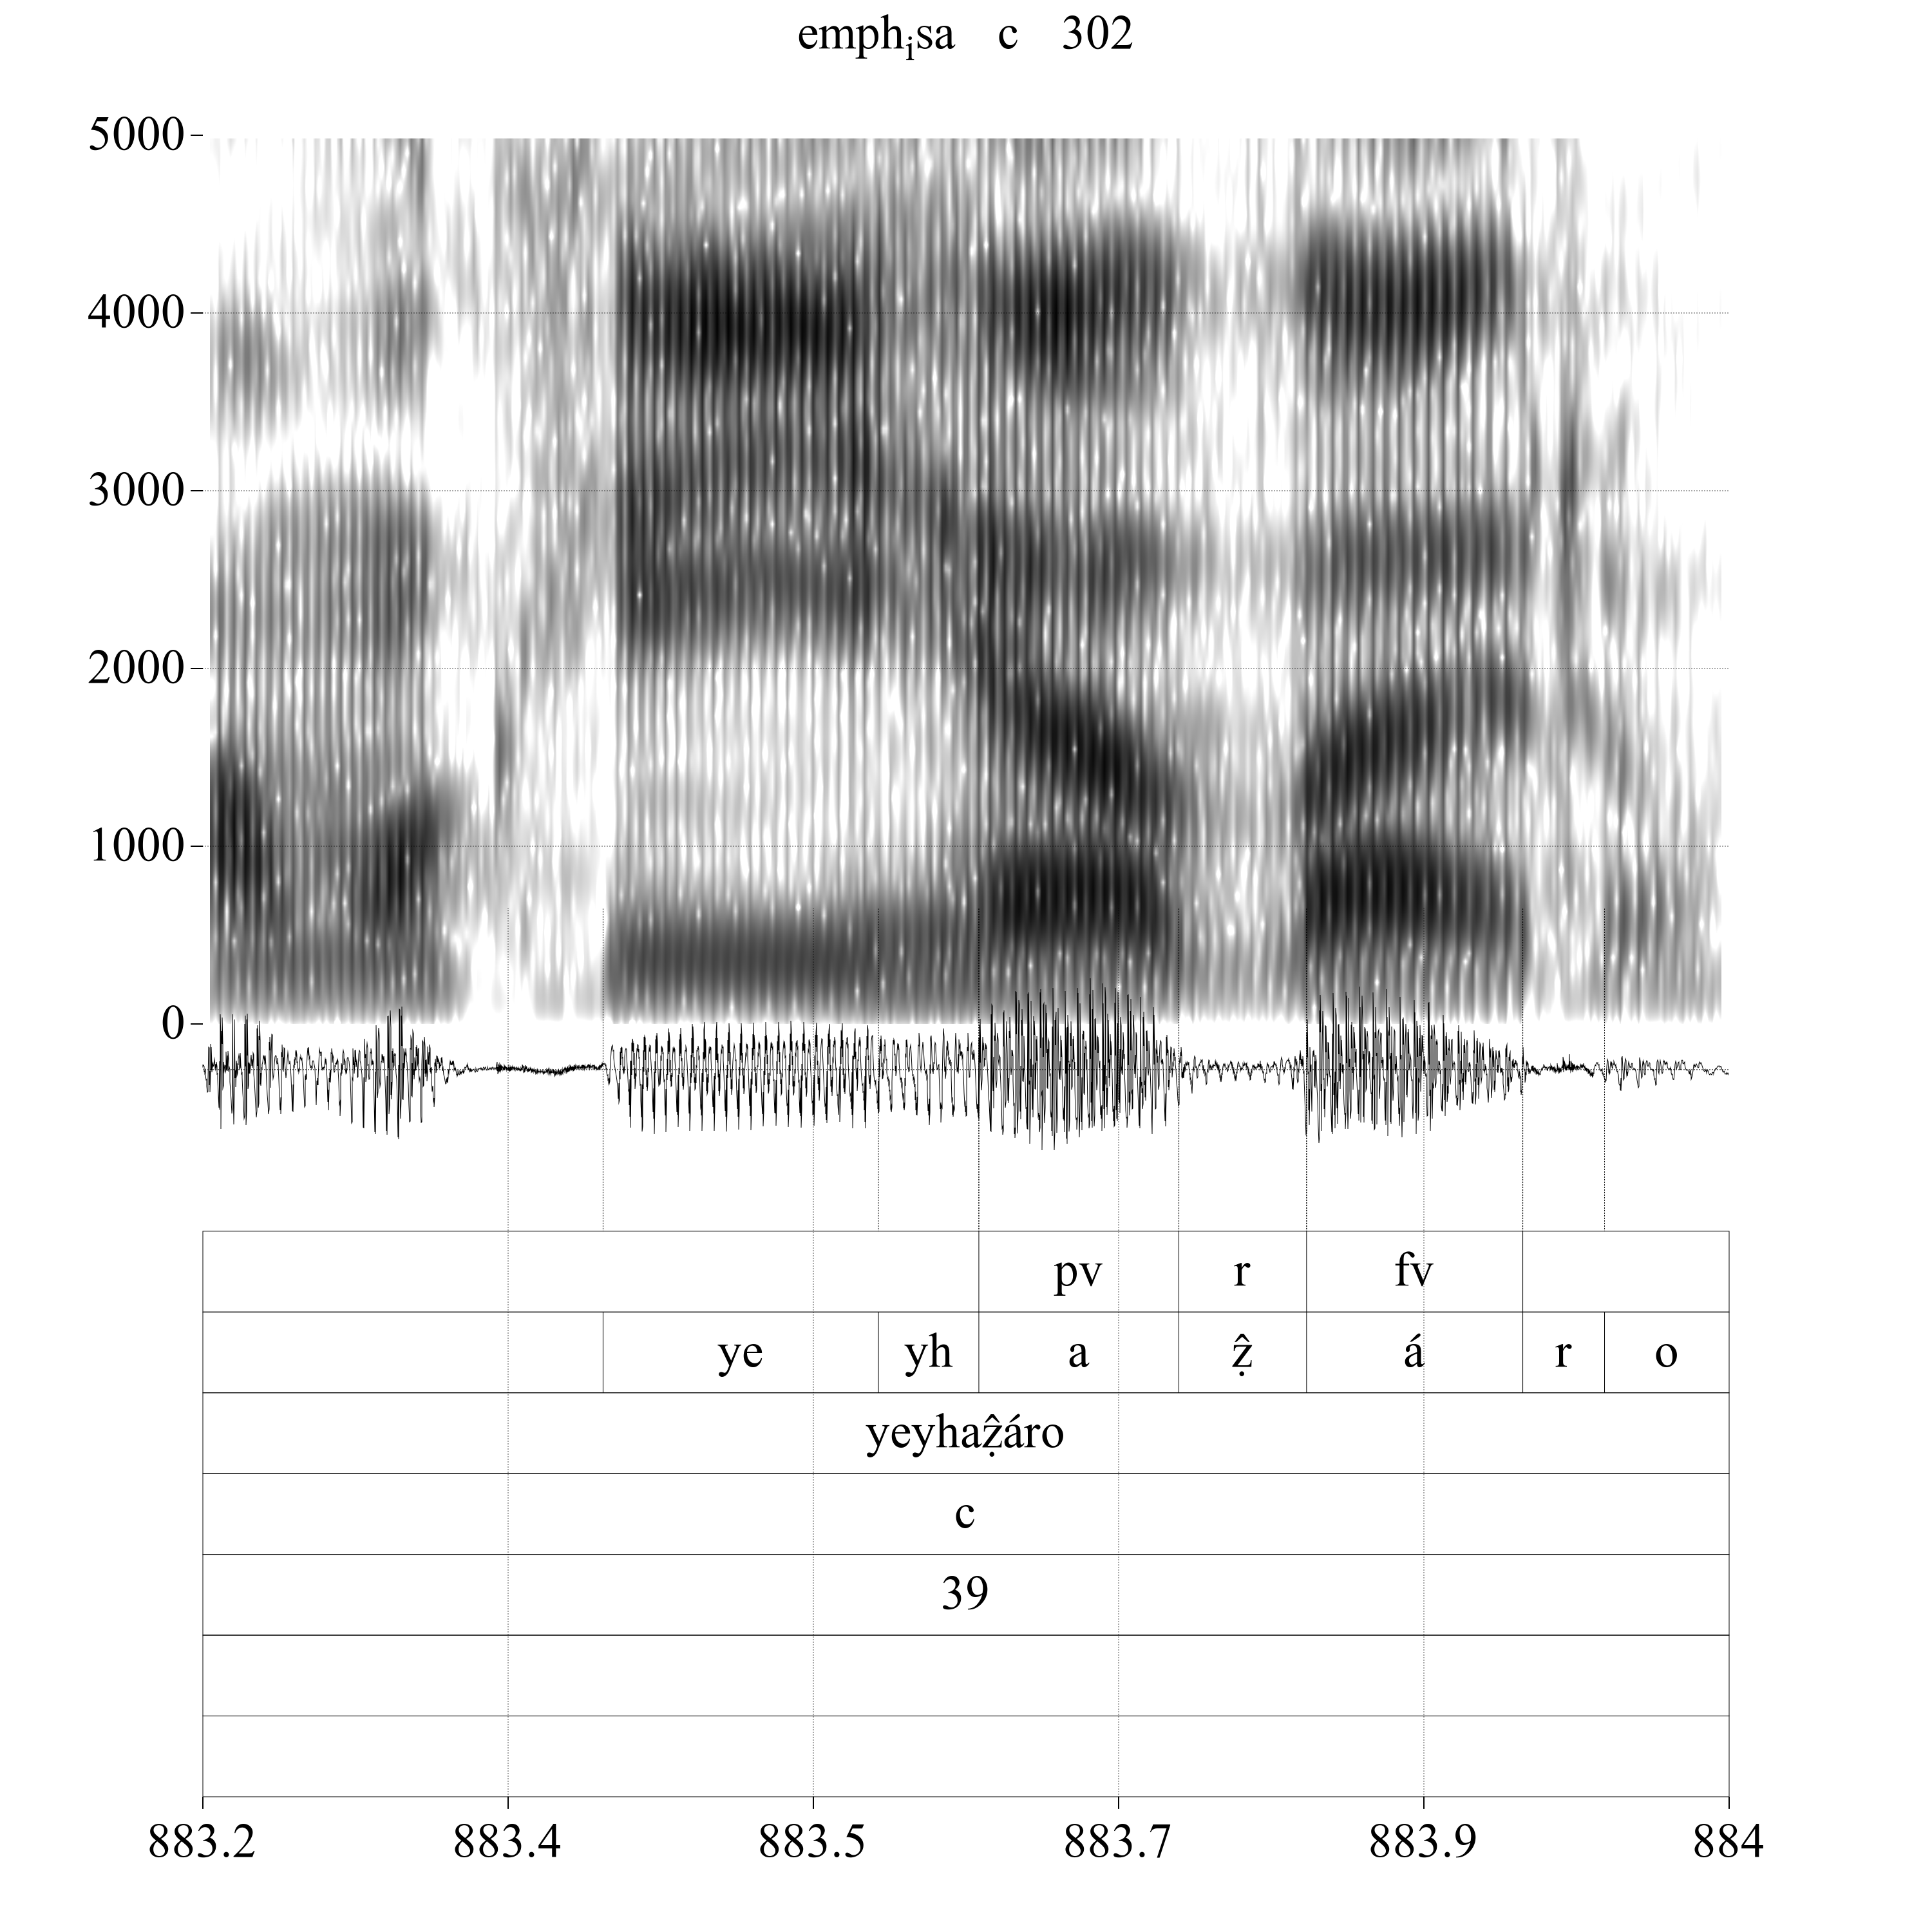 emphᵢsa c 302
5000
4000
3000
2000
1000
0
pv r fv
ye yh a ẓ̂ á r o
yeyhaẓ̂áro
c
39
883.2 883.4 883.5 883.7 883.9 884